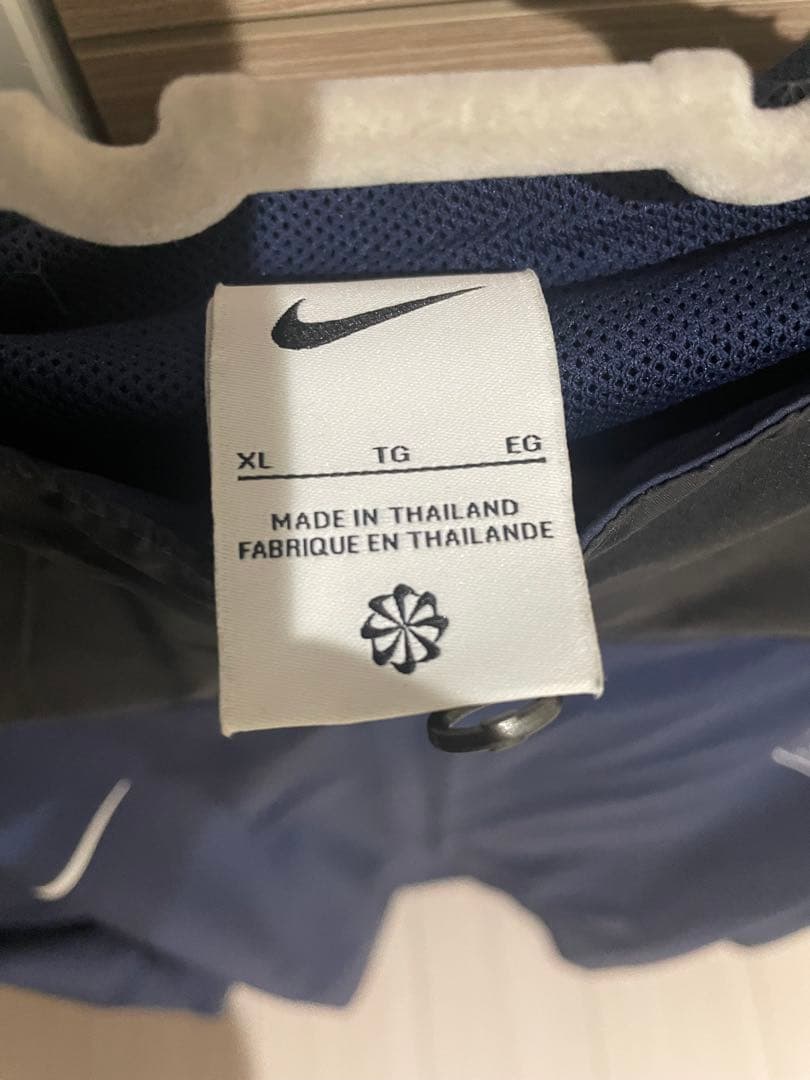 XL TG EG
MADE IN THAILAND
FABRIQUE EN THAILANDE